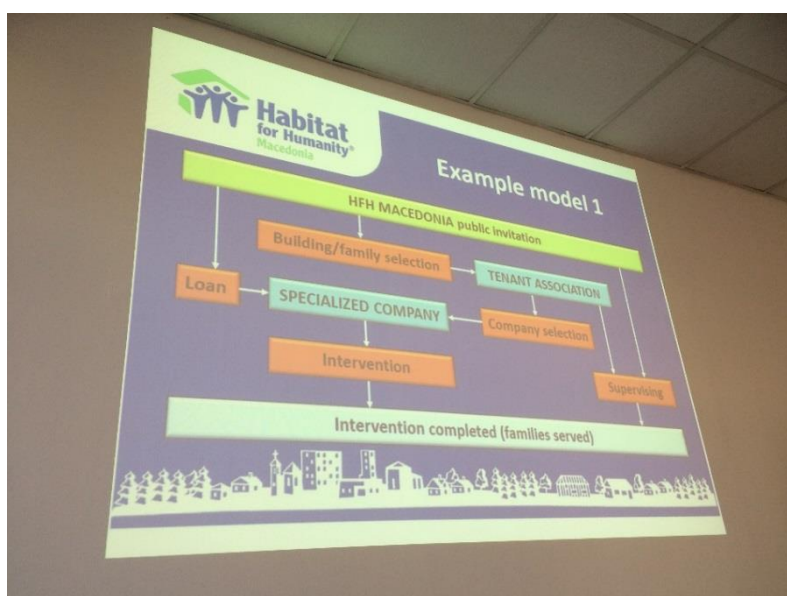 Habitat
for Humanity®
Macedonia
Example model 1
HFH MACEDONIA public invitation
Building/family selection
TENANT ASSOCIATION
Loan
SPECIALIZED COMPANY
Company selection
Intervention
Supervising
Intervention completed (families served)